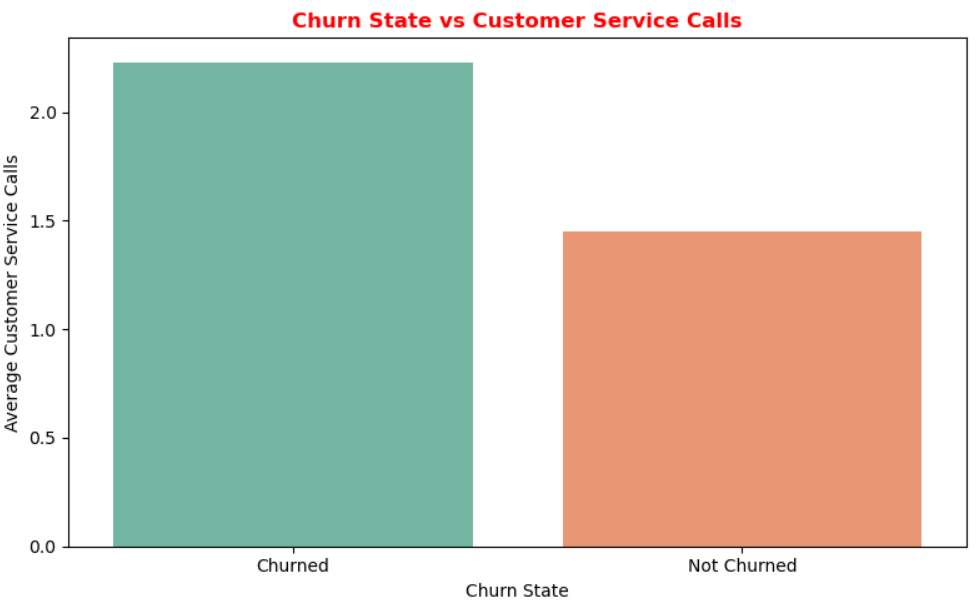 Churn State vs Customer Service Calls
Average Customer Service Calls
2.0
1.5
1.0
0.5
0.0
Churned
Not Churned
Churn State